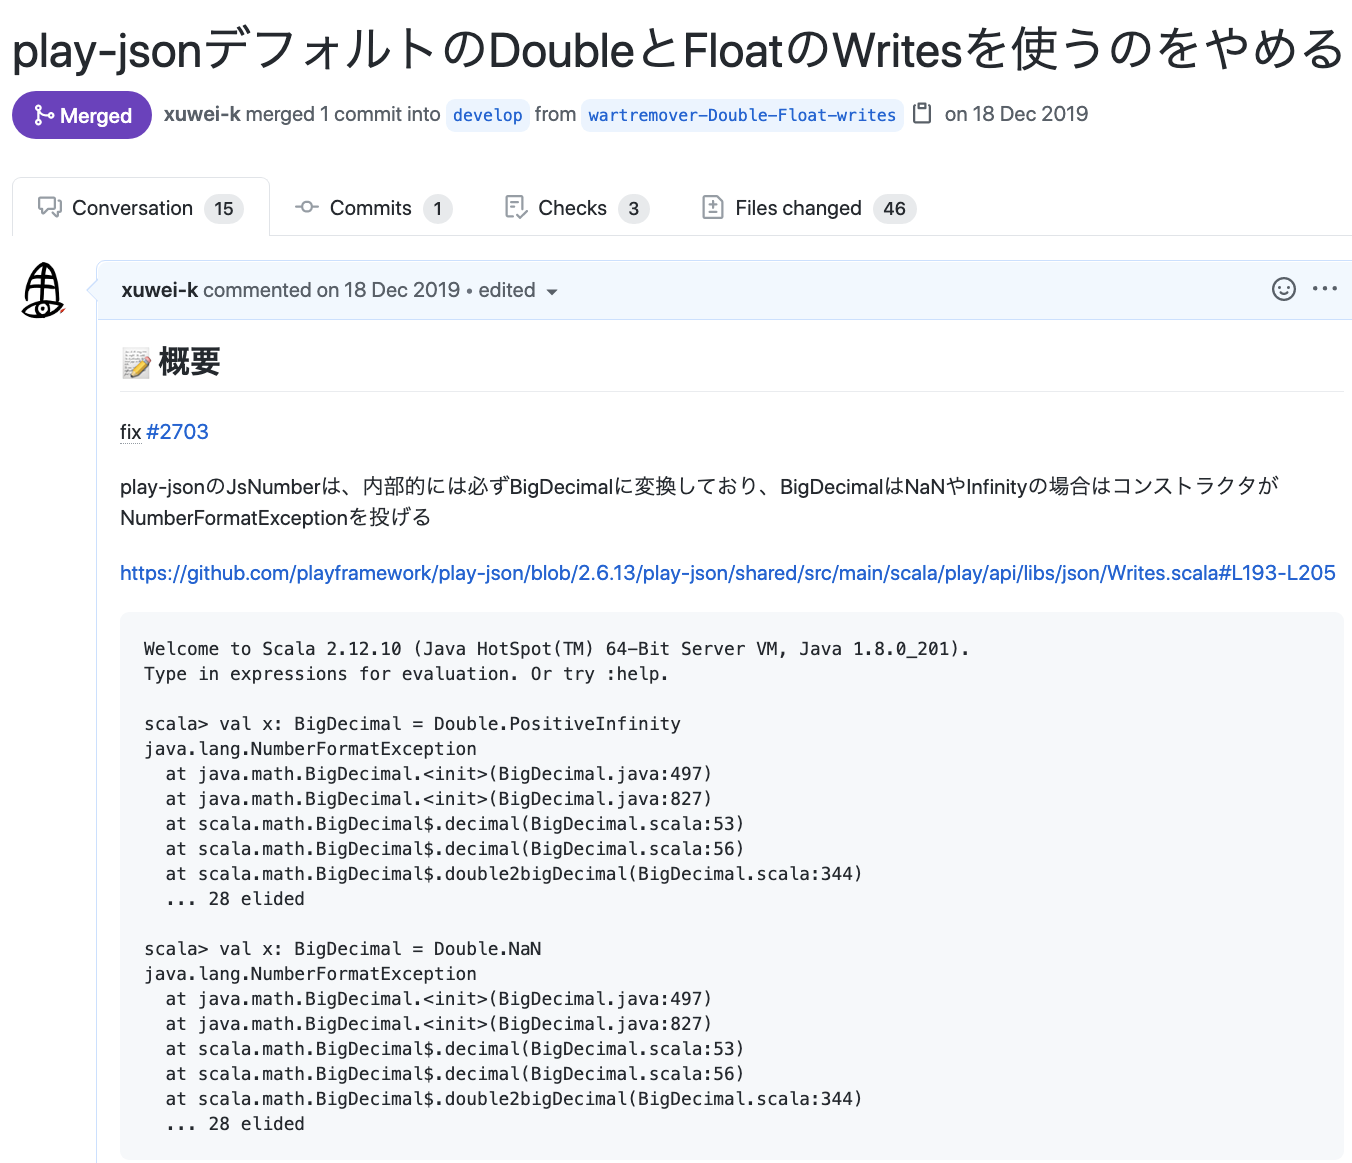 play-jsonデフォルトのDoubleとFloatのWritesを使うのをやめる
Merged xuwei-k merged 1 commit into develop from wartremover-Double-Float-writes on 18 Dec 2019
Conversation 15 Commits 1 Checks 3 Files changed 46
xuwei-k commented on 18 Dec 2019 • edited
概要
fix #2703
play-jsonのJsNumberは、内部的には必ずBigDecimalに変換しており、BigDecimalはNaNやInfinityの場合はコンストラクタが
NumberFormatExceptionを投げる
https://github.com/playframework/play-json/blob/2.6.13/play-json/shared/src/main/scala/play/api/libs/json/Writes.scala#L193-L205
Welcome to Scala 2.12.10 (Java HotSpot(TM) 64-Bit Server VM, Java 1.8.0_201).
Type in expressions for evaluation. Or try :help.
scala> val x: BigDecimal = Double.PositiveInfinity
java.lang.NumberFormatException
at java.math.BigDecimal.<init>(BigDecimal.java:497)
at java.math.BigDecimal.<init>(BigDecimal.java:827)
at scala.math.BigDecimal$.decimal(BigDecimal.scala:53)
at scala.math.BigDecimal$.decimal(BigDecimal.scala:56)
at scala.math.BigDecimal$.double2bigDecimal(BigDecimal.scala:344)
... 28 elided
scala> val x: BigDecimal = Double.NaN
java.lang.NumberFormatException
at java.math.BigDecimal.<init>(BigDecimal.java:497)
at java.math.BigDecimal.<init>(BigDecimal.java:827)
at scala.math.BigDecimal$.decimal(BigDecimal.scala:53)
at scala.math.BigDecimal$.decimal(BigDecimal.scala:56)
at scala.math.BigDecimal$.double2bigDecimal(BigDecimal.scala:344)
... 28 elided